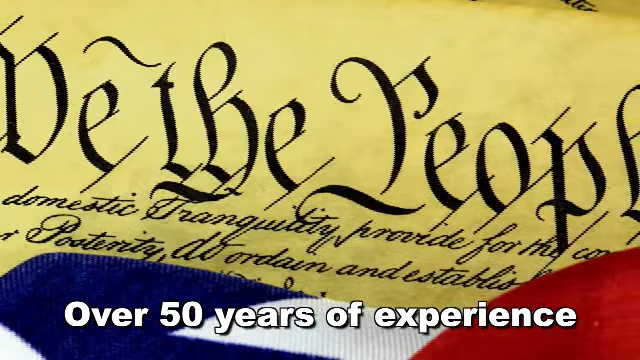 We the People
domestic Tranquility, provide for the
Posterity, do ordain and establish
Over 50 years of experience